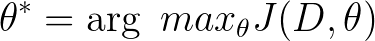 θ* = arg max_θ J(D, θ)